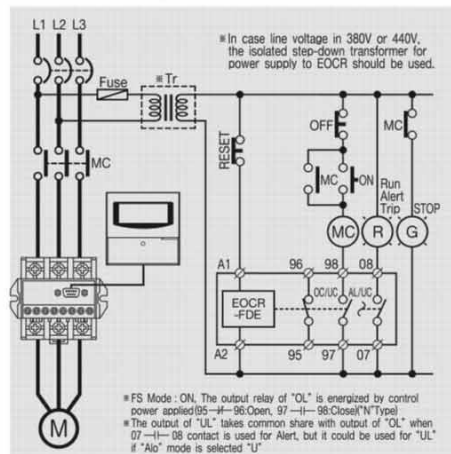 L1 L2 L3
※In case line voltage in 380V or 440V,
the isolated step-down transformer for
power supply to EOCR should be used.
Fuse
※Tr.
RESET
OFF
MC
MC
MC
ON
Run
Alert
Trip
STOP
MC
R
G
A1
96
98
08
OC/UC
AL/UC
EOCR
-FDE
A2
95
97
07
M
※FS Mode : ON, The output relay of "OL" is energized by control
power applied(95 96:Open, 97 98:Close)("N"Type)
※The output of "UL" takes common share with output of "OL" when
07 08 contact is used for Alert, but it could be used for "UL"
if "Alo" mode is selected "U"